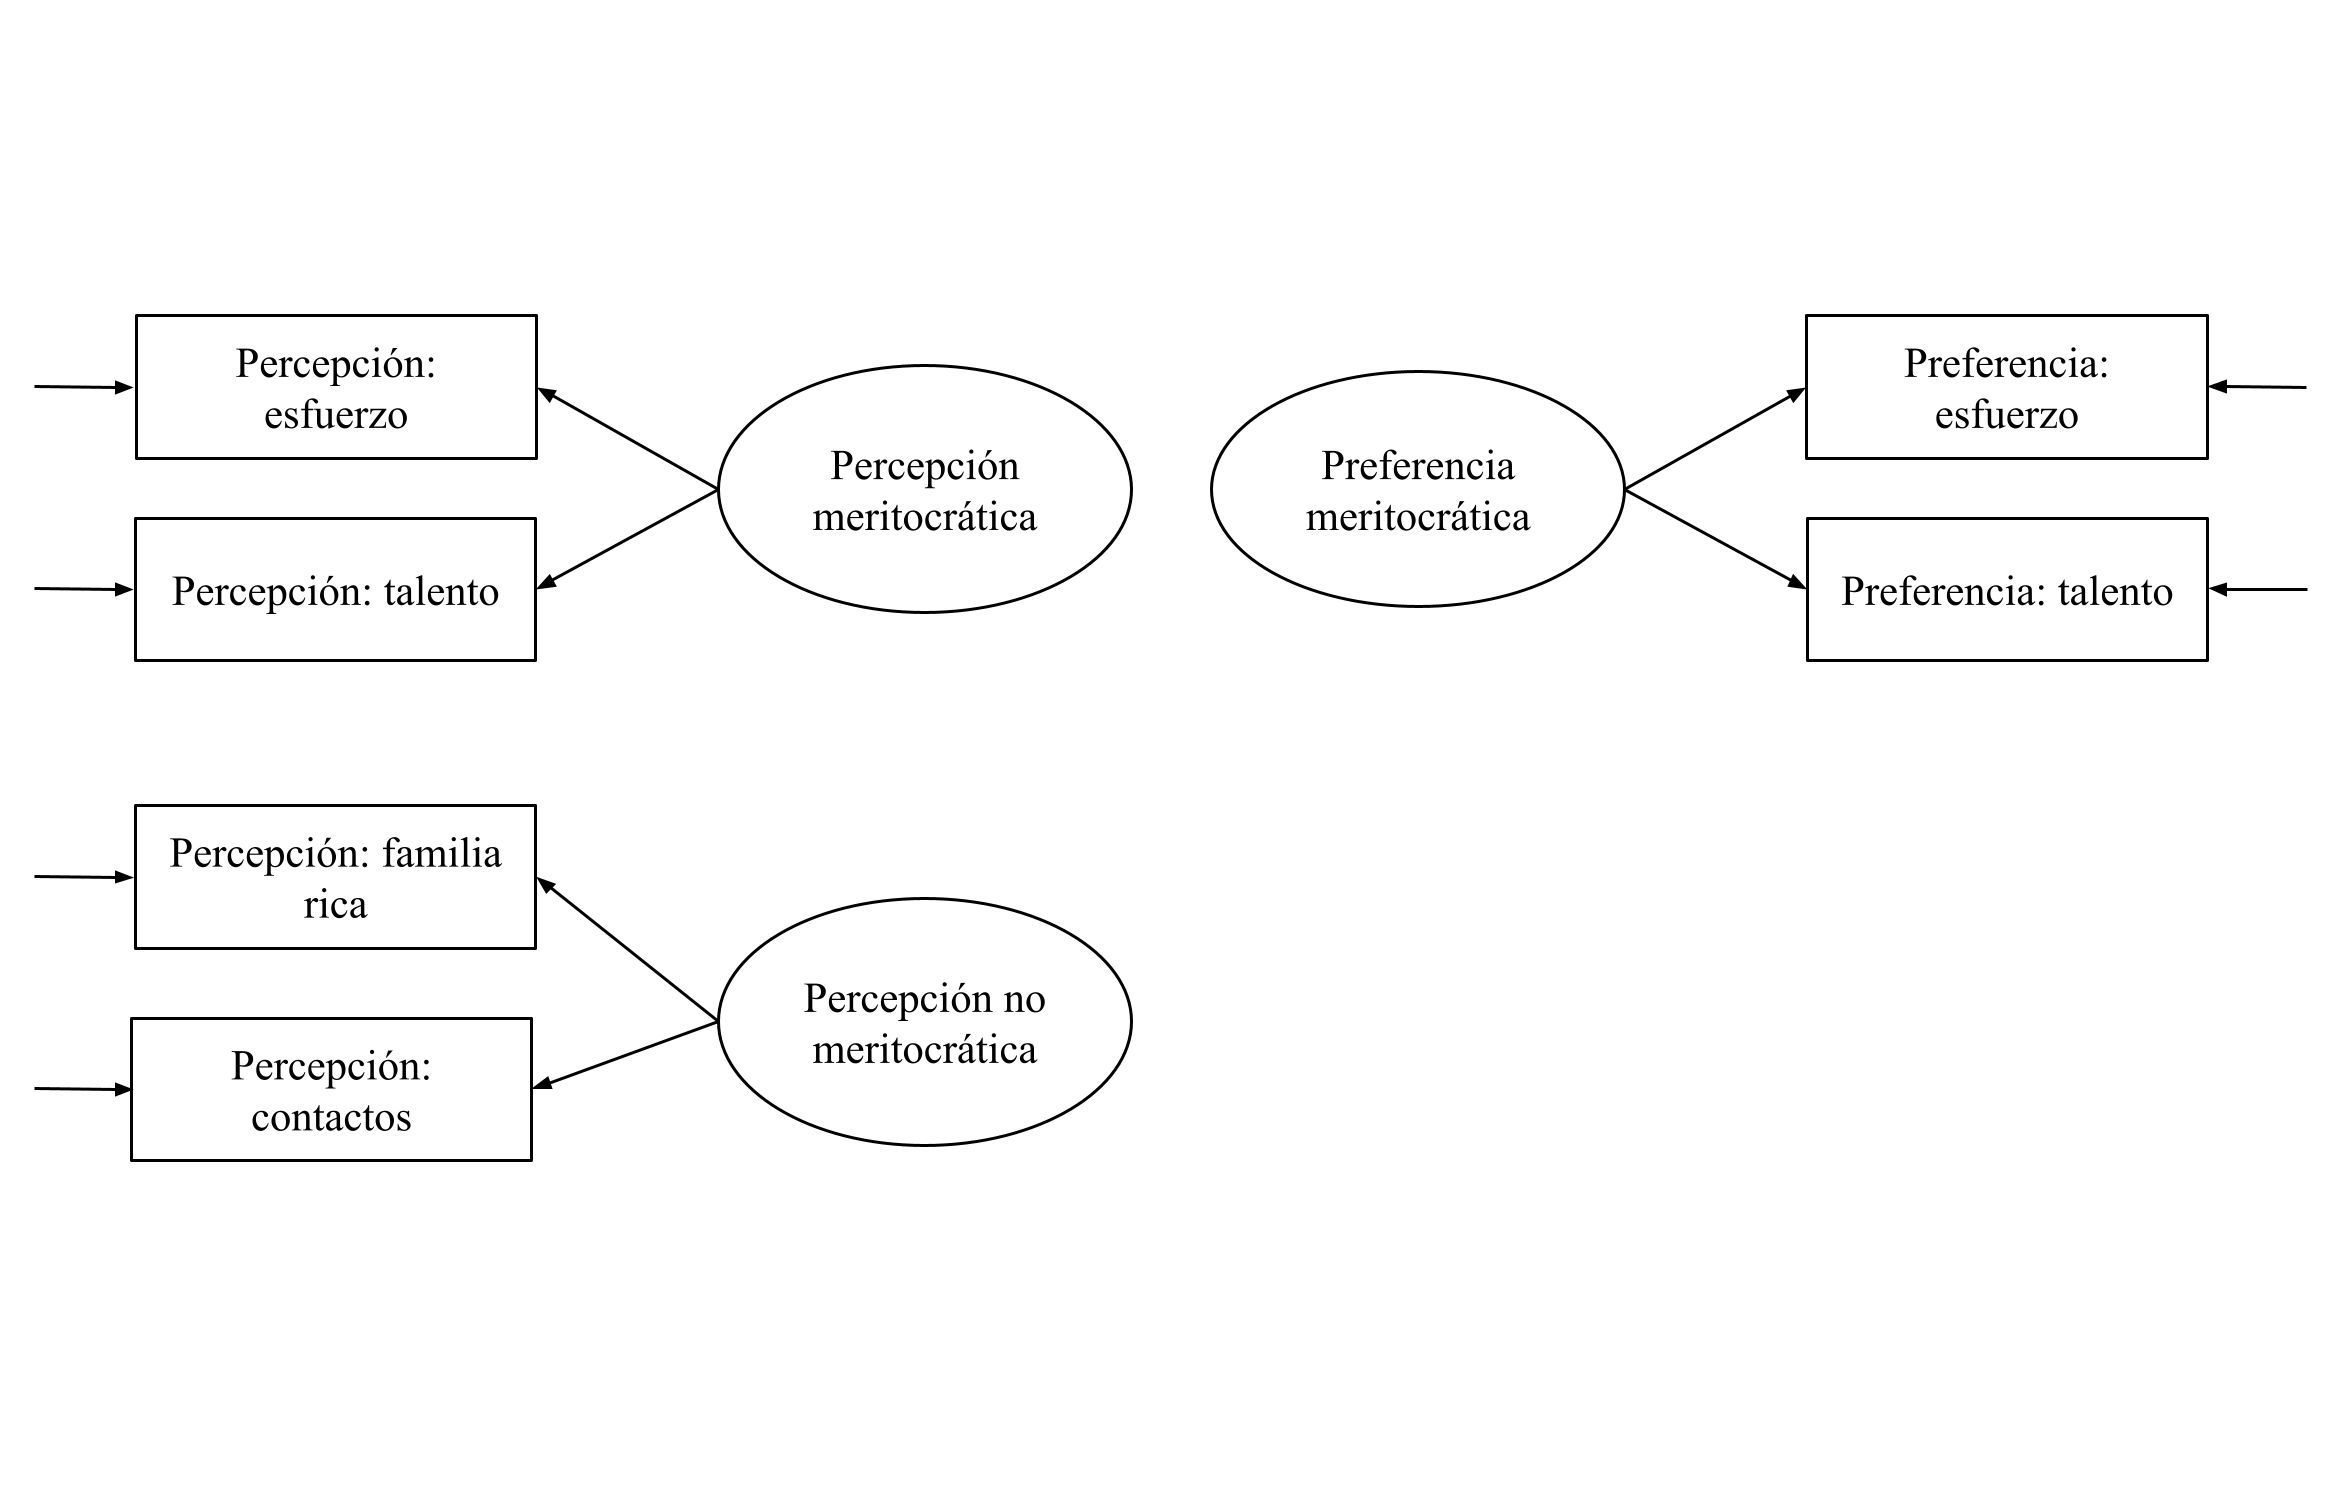 Percepción:
esfuerzo
Percepción: talento
Percepción
meritocrática
Preferencia
meritocrática
Preferencia:
esfuerzo
Preferencia: talento
Percepción: familia
rica
Percepción:
contactos
Percepción no
meritocrática